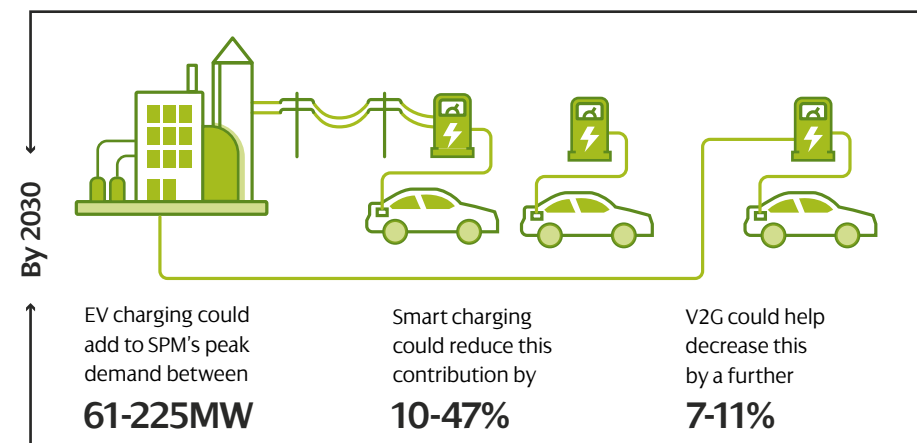 By 2030
EV charging could
add to SPM's peak
demand between
61-225MW
Smart charging
could reduce this
contribution by
10-47%
V2G could help
decrease this
by a further
7-11%